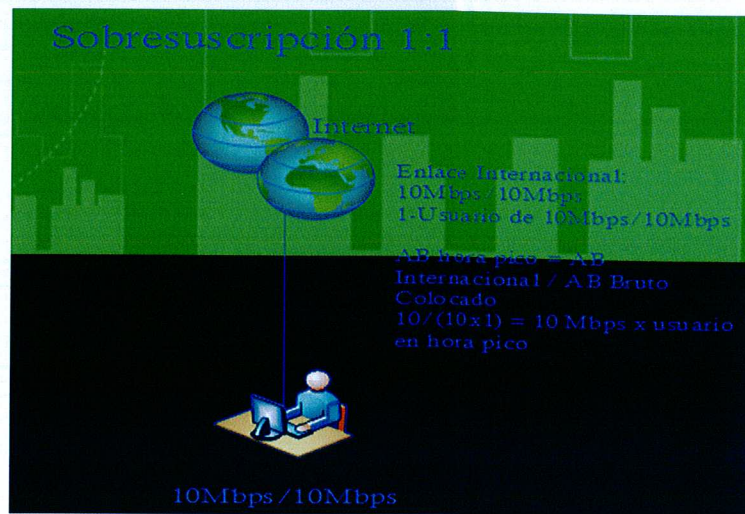 Sobresuscripción 1:1
Internet
Enlace Internacional:
10Mbps/10Mbps
1-Usuario de 10Mbps/10Mbps
AB hora pico = AB
Internacional / AB Bruto
Colocado
10/(10x1) = 10 Mbps x usuario
en hora pico
10Mbps/10Mbps